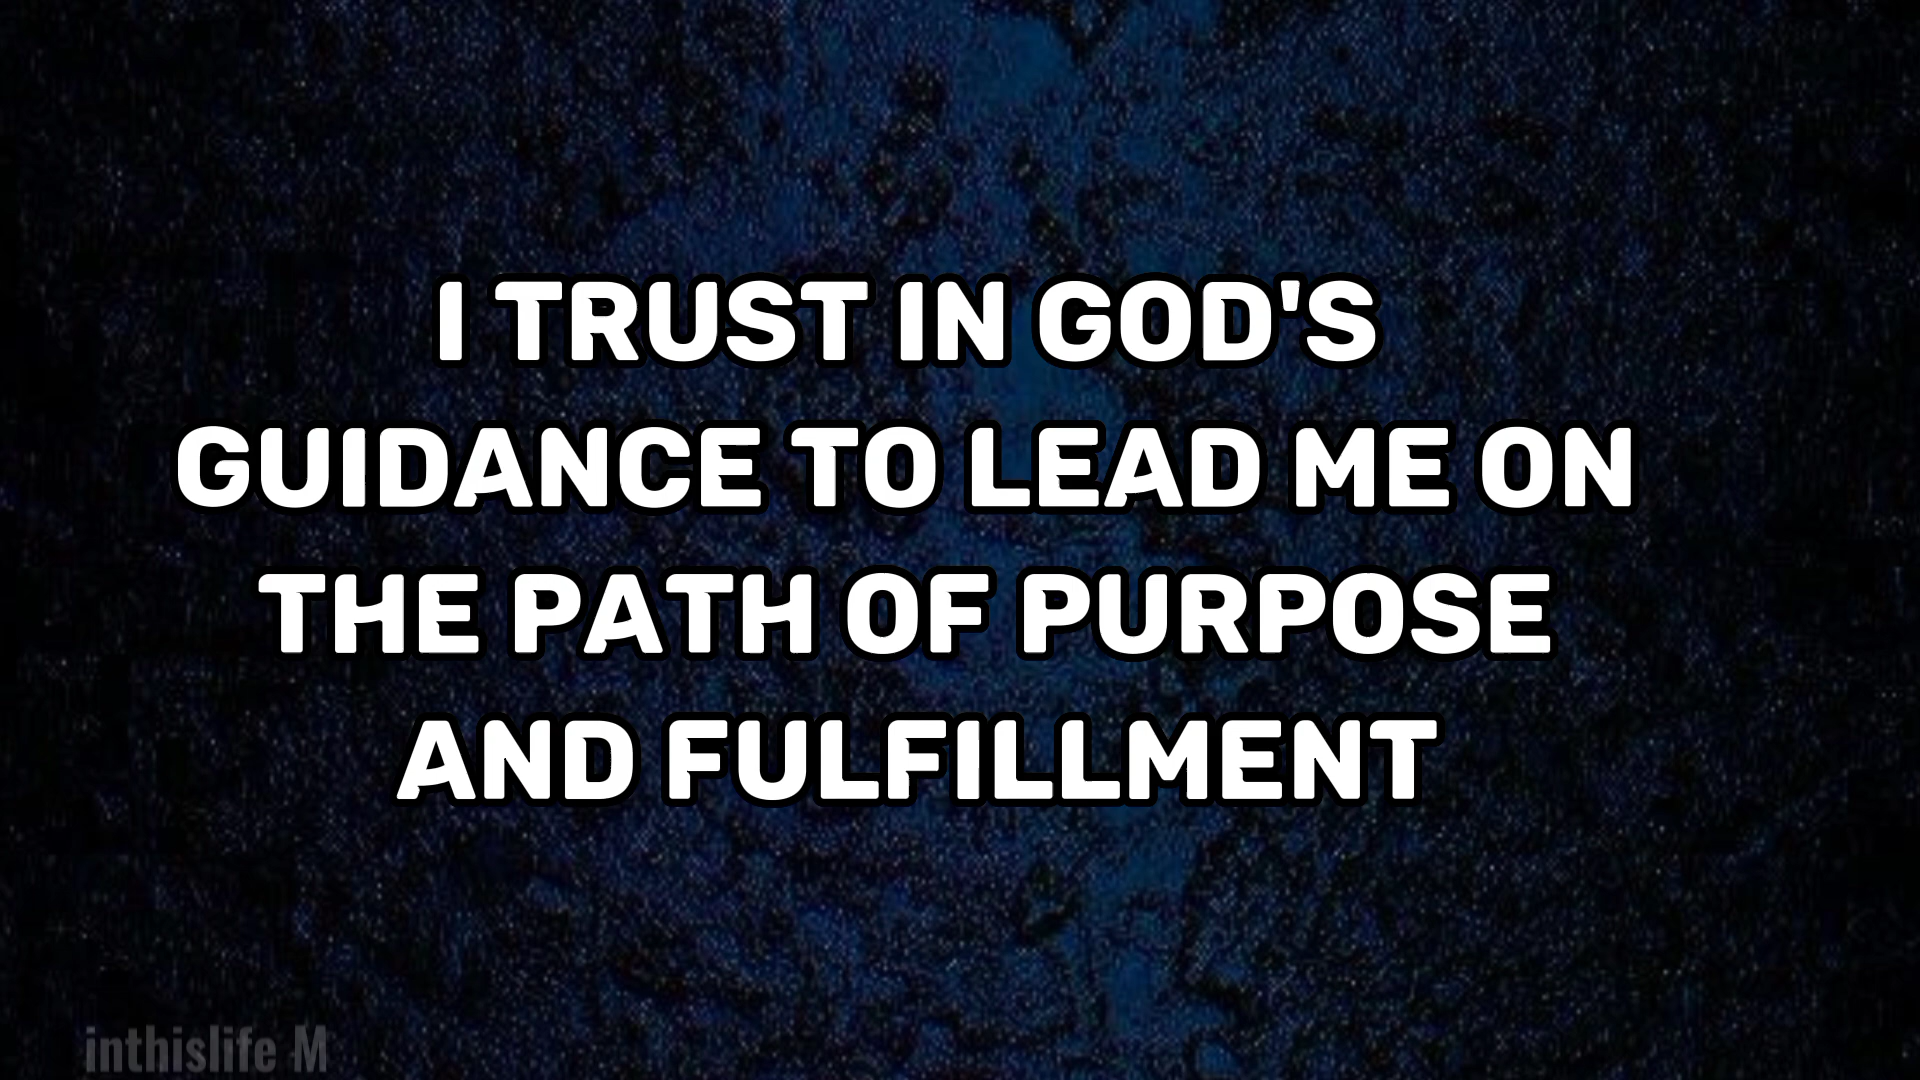 I TRUST IN GOD'S
GUIDANCE TO LEAD ME ON
THE PATH OF PURPOSE
AND FULFILLMENT
inthislife M